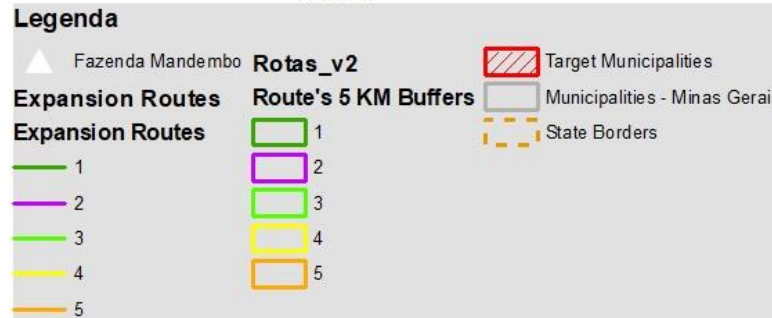 Legenda
Fazenda Mandembo
Expansion Routes
Expansion Routes
1
2
3
4
5
Rotas_v2
Route's 5 KM Buffers
1
2
3
4
5
Target Municipalities
Municipalities - Minas Gerai
State Borders